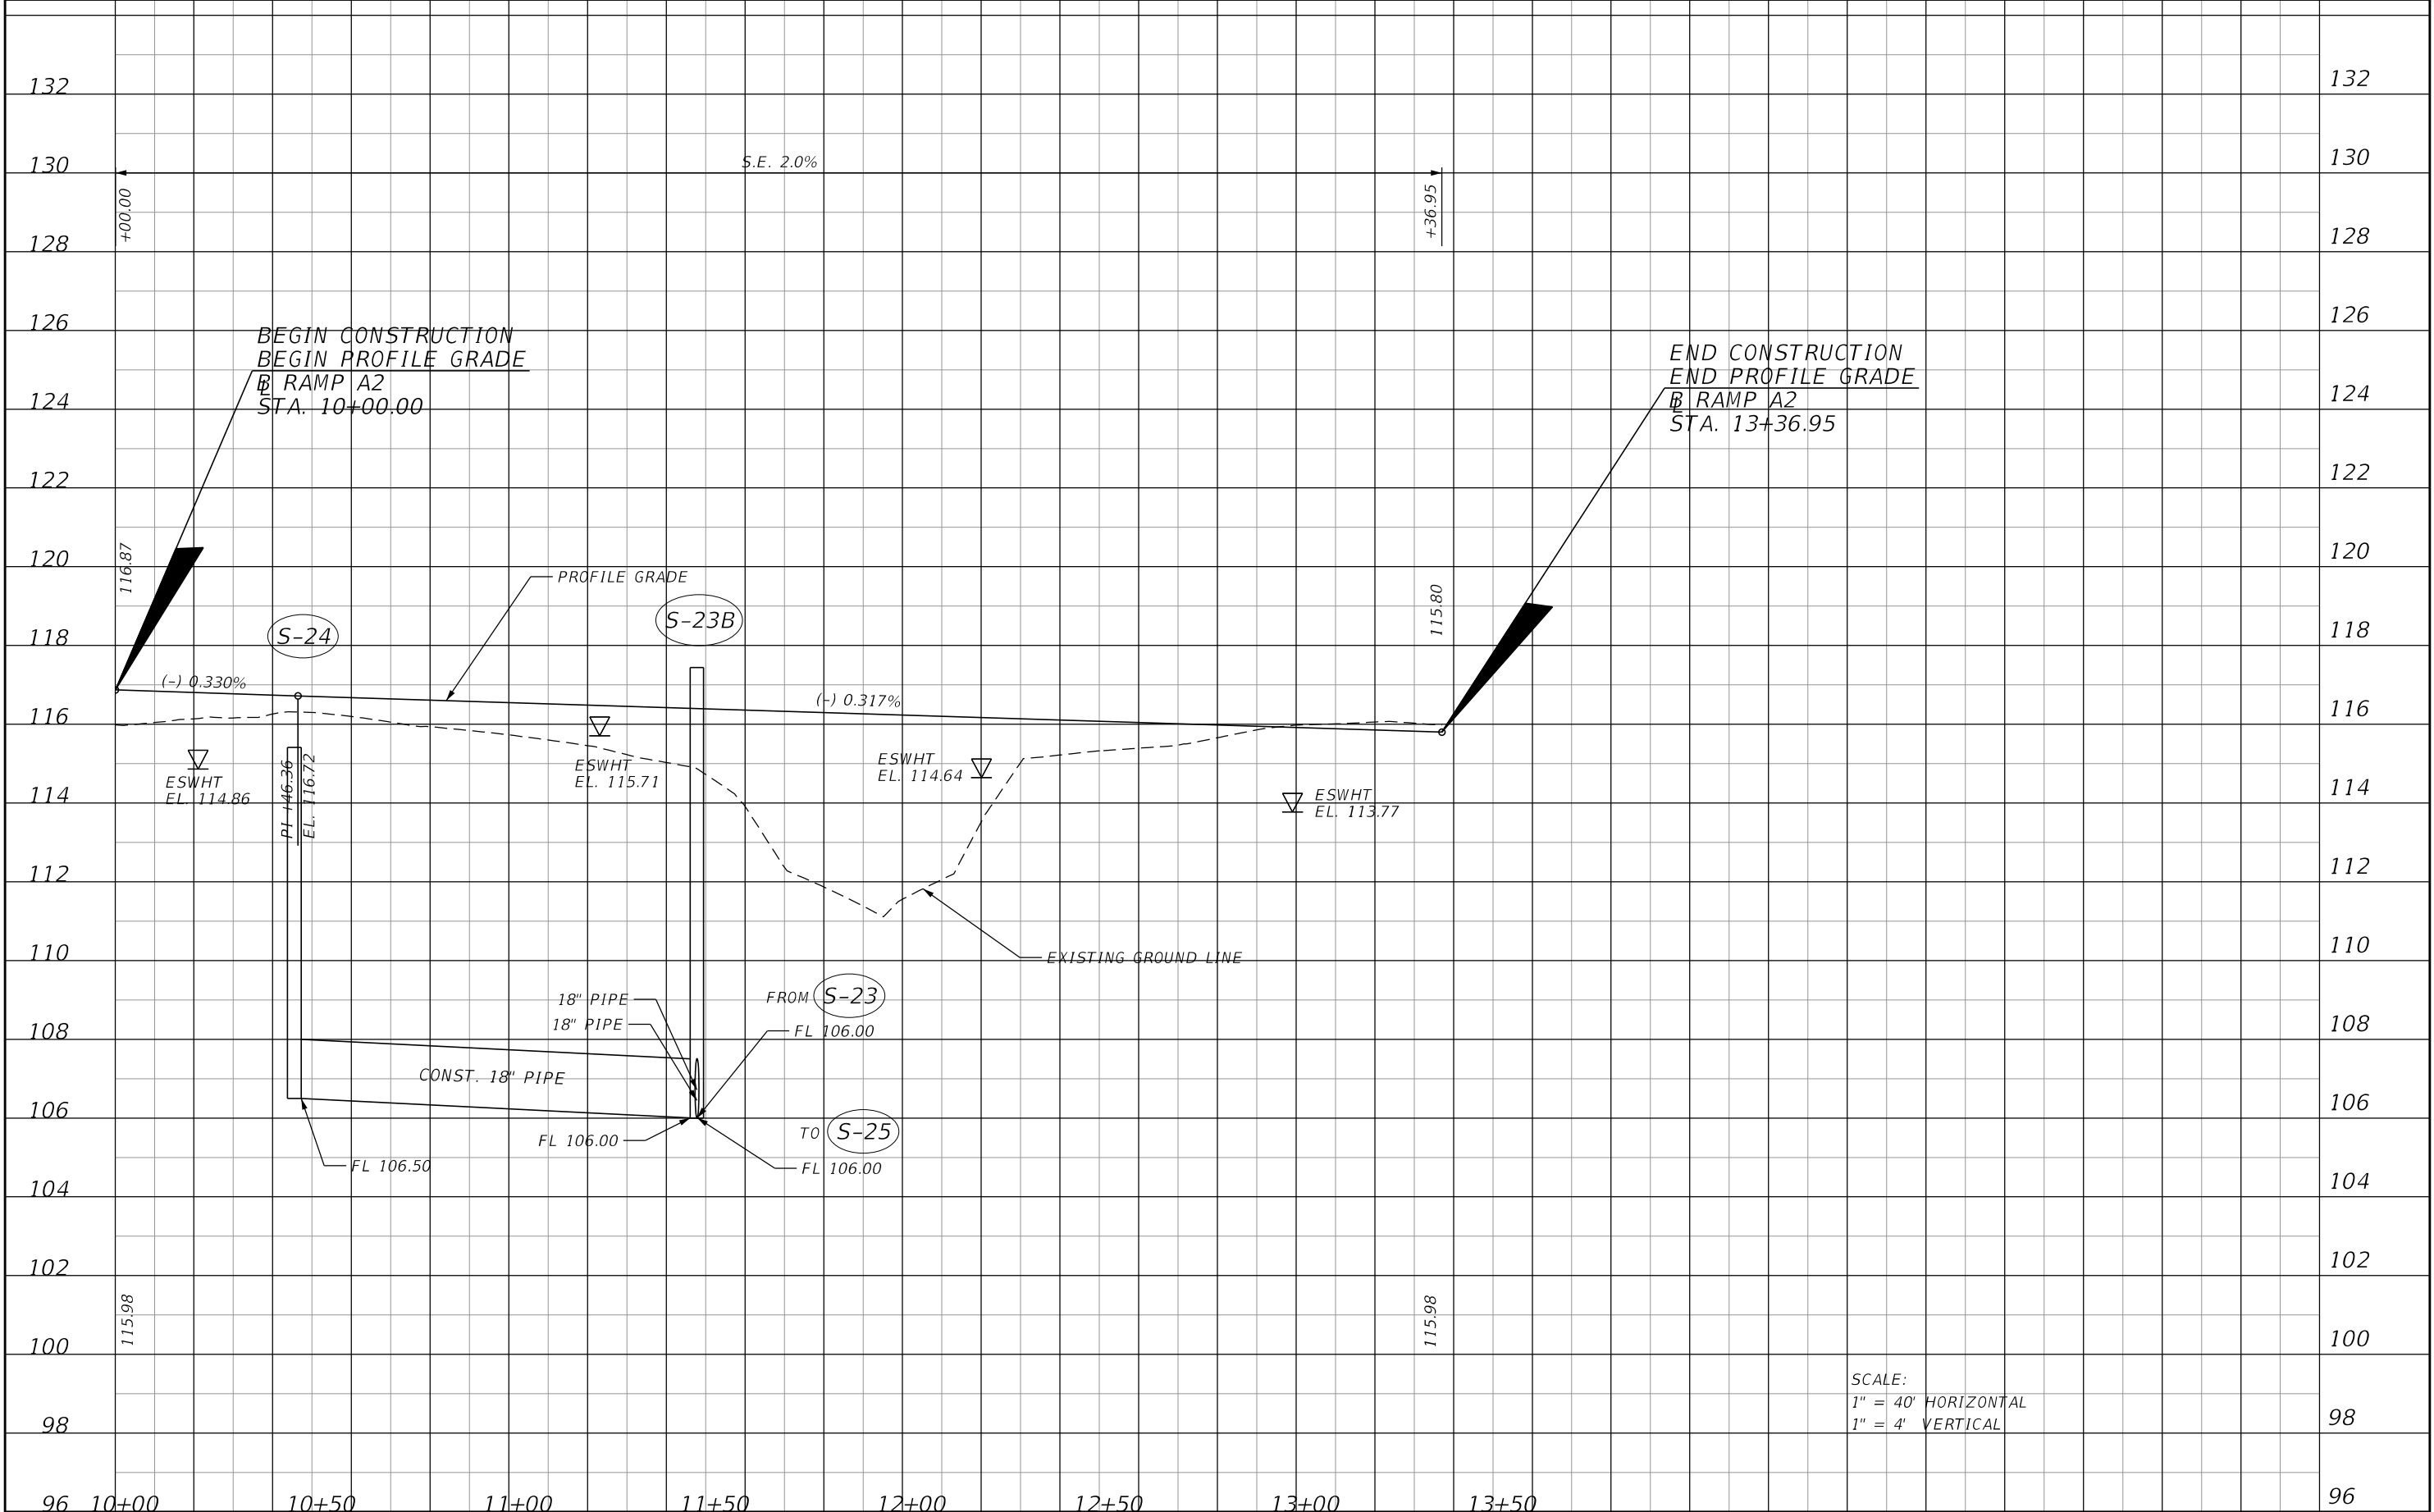 132
132
S.E. 2.0%
130
130
+00.00
+36.95
128
128
126
126
BEGIN CONSTRUCTION
BEGIN PROFILE GRADE
℄ RAMP A2
STA. 10+00.00
END CONSTRUCTION
END PROFILE GRADE
℄ RAMP A2
STA. 13+36.95
124
124
122
122
120
120
116.87
PROFILE GRADE
115.80
S-24
S-23B
118
118
(-) 0.330%
(-) 0.317%
116
116
ESWHT
EL. 114.86
PI +46.36
EL. 116.72
ESWHT
EL. 115.71
ESWHT
EL. 114.64
ESWHT
EL. 113.77
114
114
112
112
110
110
EXISTING GROUND LINE
18" PIPE
18" PIPE
FROM S-23
FL 106.00
108
108
CONST. 18" PIPE
106
106
FL 106.00
TO S-25
FL 106.00
FL 106.50
104
104
102
102
115.98
115.98
100
100
SCALE:
1" = 40' HORIZONTAL
1" = 4' VERTICAL
98
98
96
10+00
10+50
11+00
11+50
12+00
12+50
13+00
13+50
96